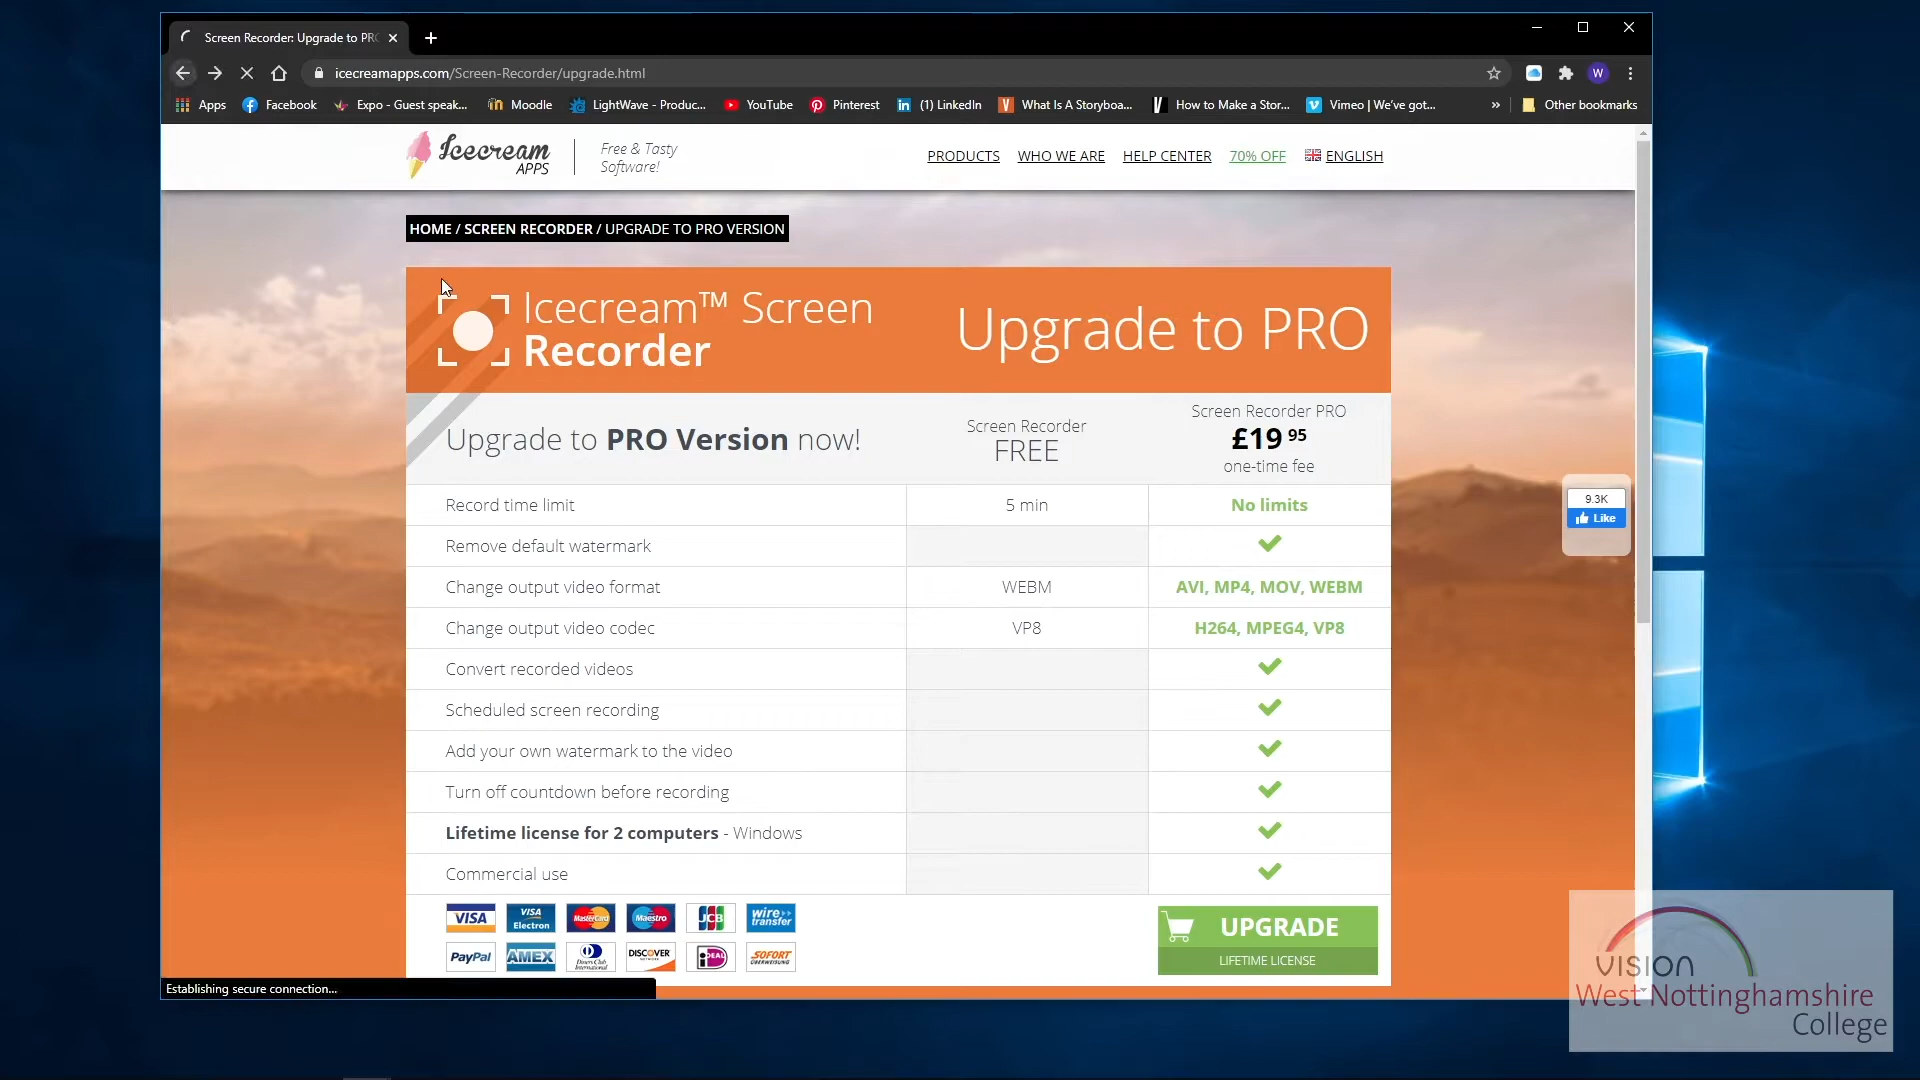 Screen Recorder: Upgrade to PR
icecreamapps.com/Screen-Recorder/upgrade.html
W
Apps
Facebook
Expo - Guest speak...
Moodle
LightWave - Produc...
YouTube
Pinterest
(1) LinkedIn
What Is A Storyboa...
How to Make a Stor...
Vimeo | We've got...
»
Other bookmarks
Icecream
APPS
Free & Tasty
Software!
PRODUCTS
WHO WE ARE
HELP CENTER
70% OFF
ENGLISH
HOME / SCREEN RECORDER / UPGRADE TO PRO VERSION
Icecream™ Screen
Recorder
Upgrade to PRO
Upgrade to PRO Version now!
Screen Recorder
FREE
Screen Recorder PRO
£19 95
one-time fee
Record time limit 5 min No limits
Remove default watermark
Change output video format WEBM AVI, MP4, MOV, WEBM
Change output video codec VP8 H264, MPEG4, VP8
Convert recorded videos
Scheduled screen recording
Add your own watermark to the video
Turn off countdown before recording
Lifetime license for 2 computers - Windows
Commercial use
9.3K
Like
VISA
VISA
Electron
MasterCard
Maestro
JCB
wire
transfer
PayPal
AMEX
Diners Club
International
DISCOVER
iDEAL
SOFORT
ÜBERWEISUNG
UPGRADE
LIFETIME LICENSE
Establishing secure connection...
vision
West Nottinghamshire
College